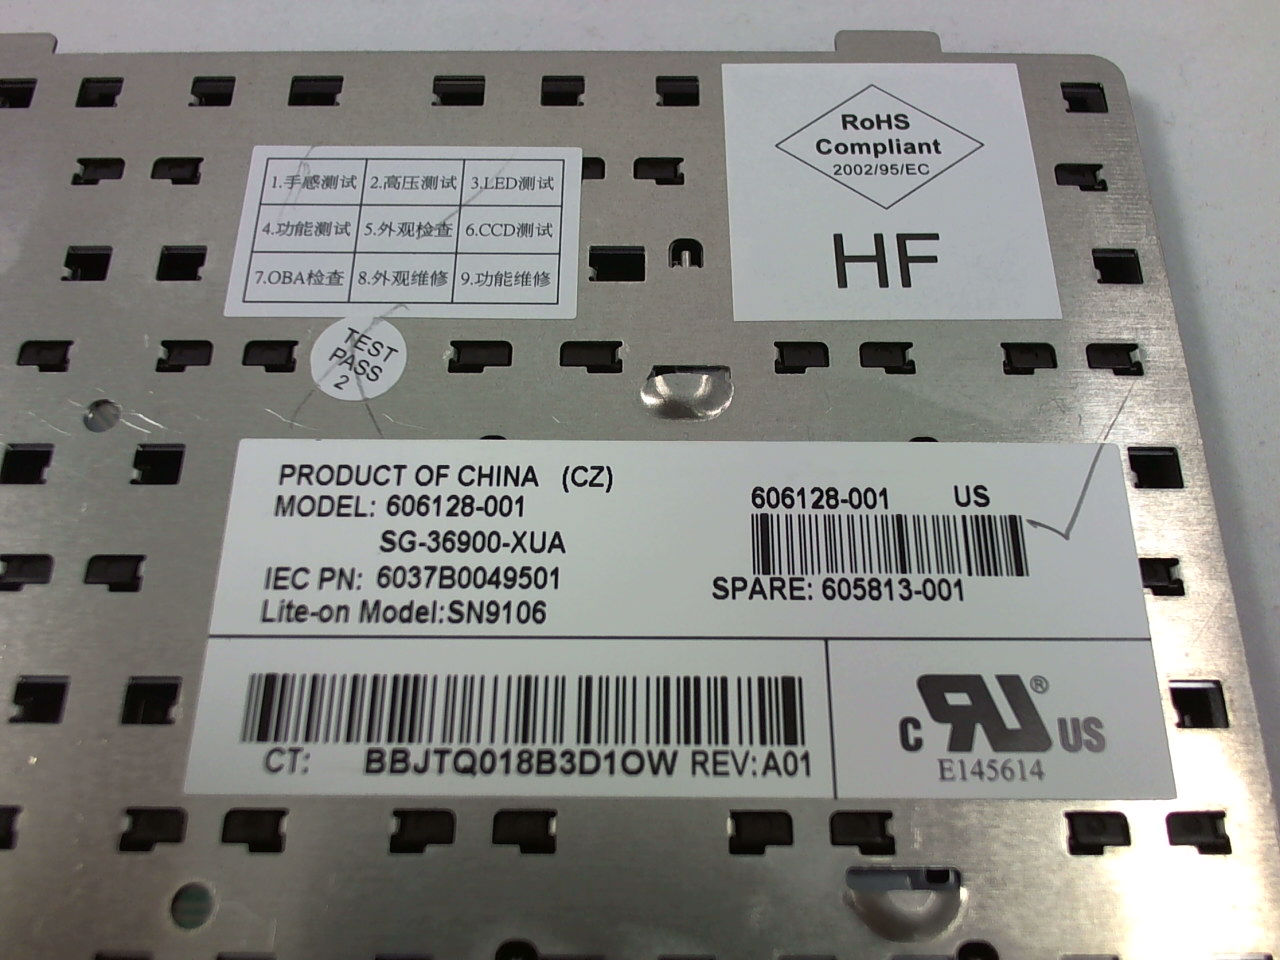 RoHS
Compliant
2002/95/EC
HF
1.手感测试 2.高压测试 3.LED测试
4.功能测试 5.外观检查 6.CCD测试
7.OBA检查 8.外观维修 9.功能维修
TEST
PASS
2
PRODUCT OF CHINA (CZ)
MODEL: 606128-001
SG-36900-XUA
IEC PN: 6037B0049501
Lite-on Model:SN9106
606128-001 US
SPARE: 605813-001
CT: BBJTQ018B3D1OW REV:A01
c RU ® US
E145614